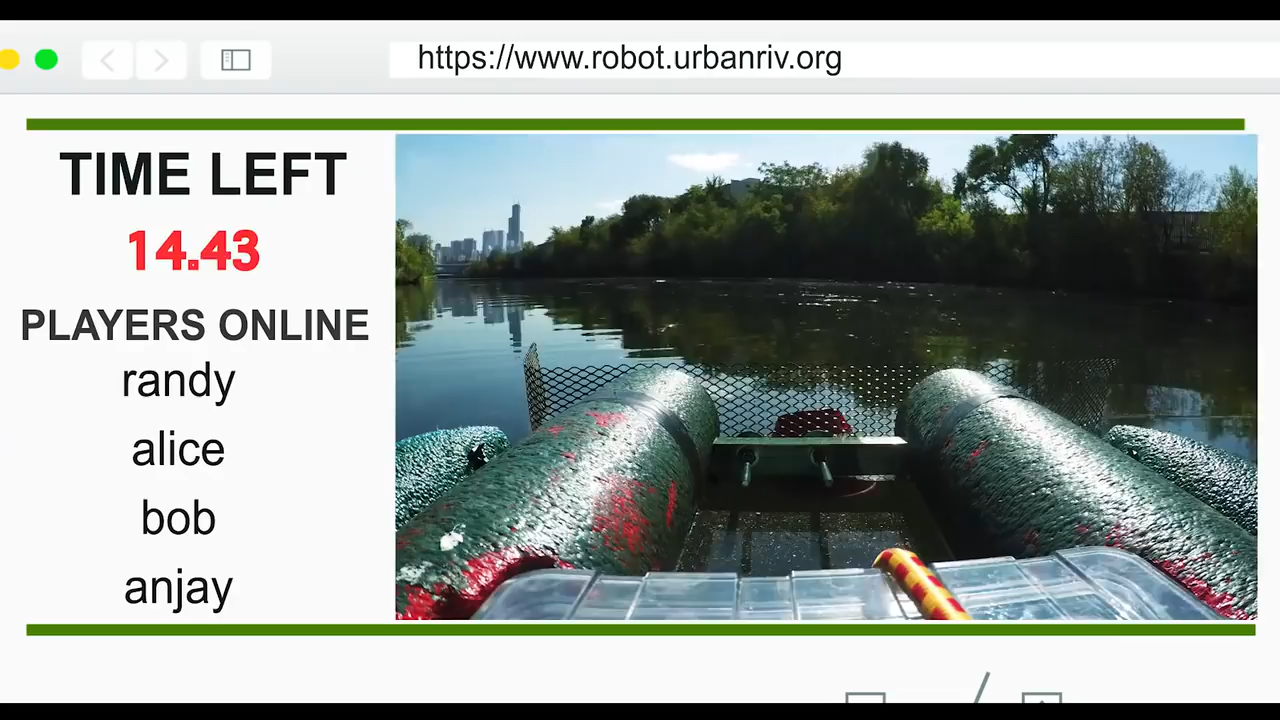 https://www.robot.urbanriv.org
TIME LEFT
14.43
PLAYERS ONLINE
randy
alice
bob
anjay